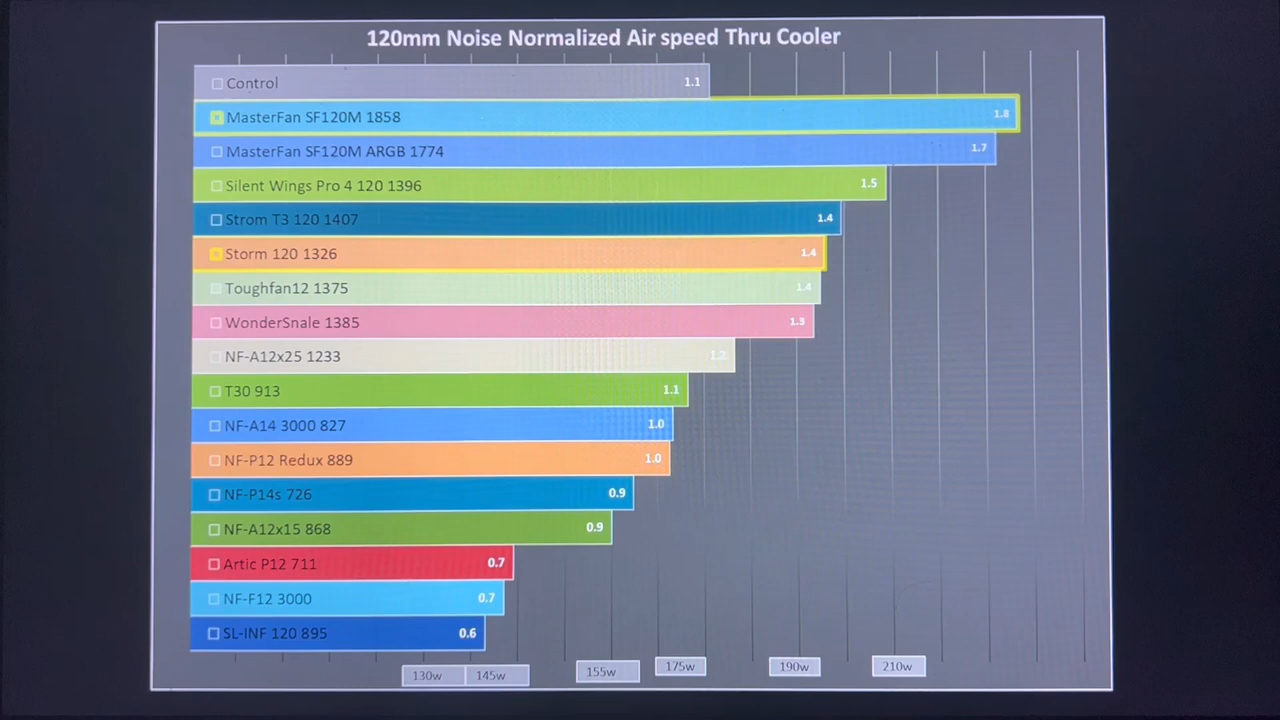 120mm Noise Normalized Air speed Thru Cooler
Control 1.1
MasterFan SF120M 1858 1.8
MasterFan SF120M ARGB 1774 1.7
Silent Wings Pro 4 120 1396 1.5
Strom T3 120 1407 1.4
Storm 120 1326 1.4
Toughfan12 1375 1.4
WonderSnale 1385 1.3
NF-A12x25 1233 1.2
T30 913 1.1
NF-A14 3000 827 1.0
NF-P12 Redux 889 1.0
NF-P14s 726 0.9
NF-A12x15 868 0.9
Artic P12 711 0.7
NF-F12 3000 0.7
SL-INF 120 895 0.6
130w 145w 155w 175w 190w 210w